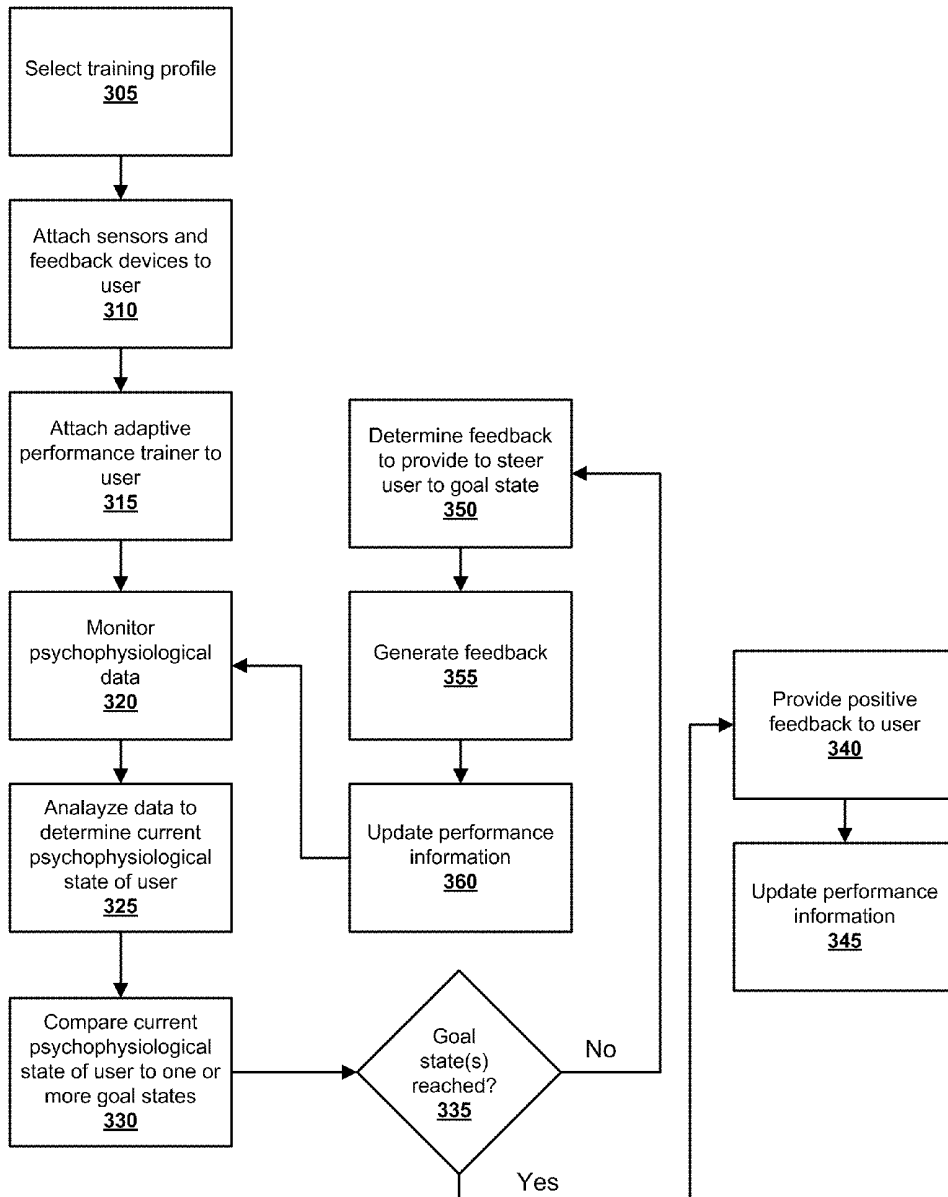 Select training profile
305
Attach sensors and
feedback devices to
user
310
Attach adaptive
performance trainer to
user
315
Monitor
psychophysiological
data
320
Analayze data to
determine current
psychophysiological
state of user
325
Compare current
psychophysiological
state of user to one or
more goal states
330
Goal
state(s)
reached?
335
No
Yes
Determine feedback
to provide to steer
user to goal state
350
Generate feedback
355
Update performance
information
360
Provide positive
feedback to user
340
Update performance
information
345